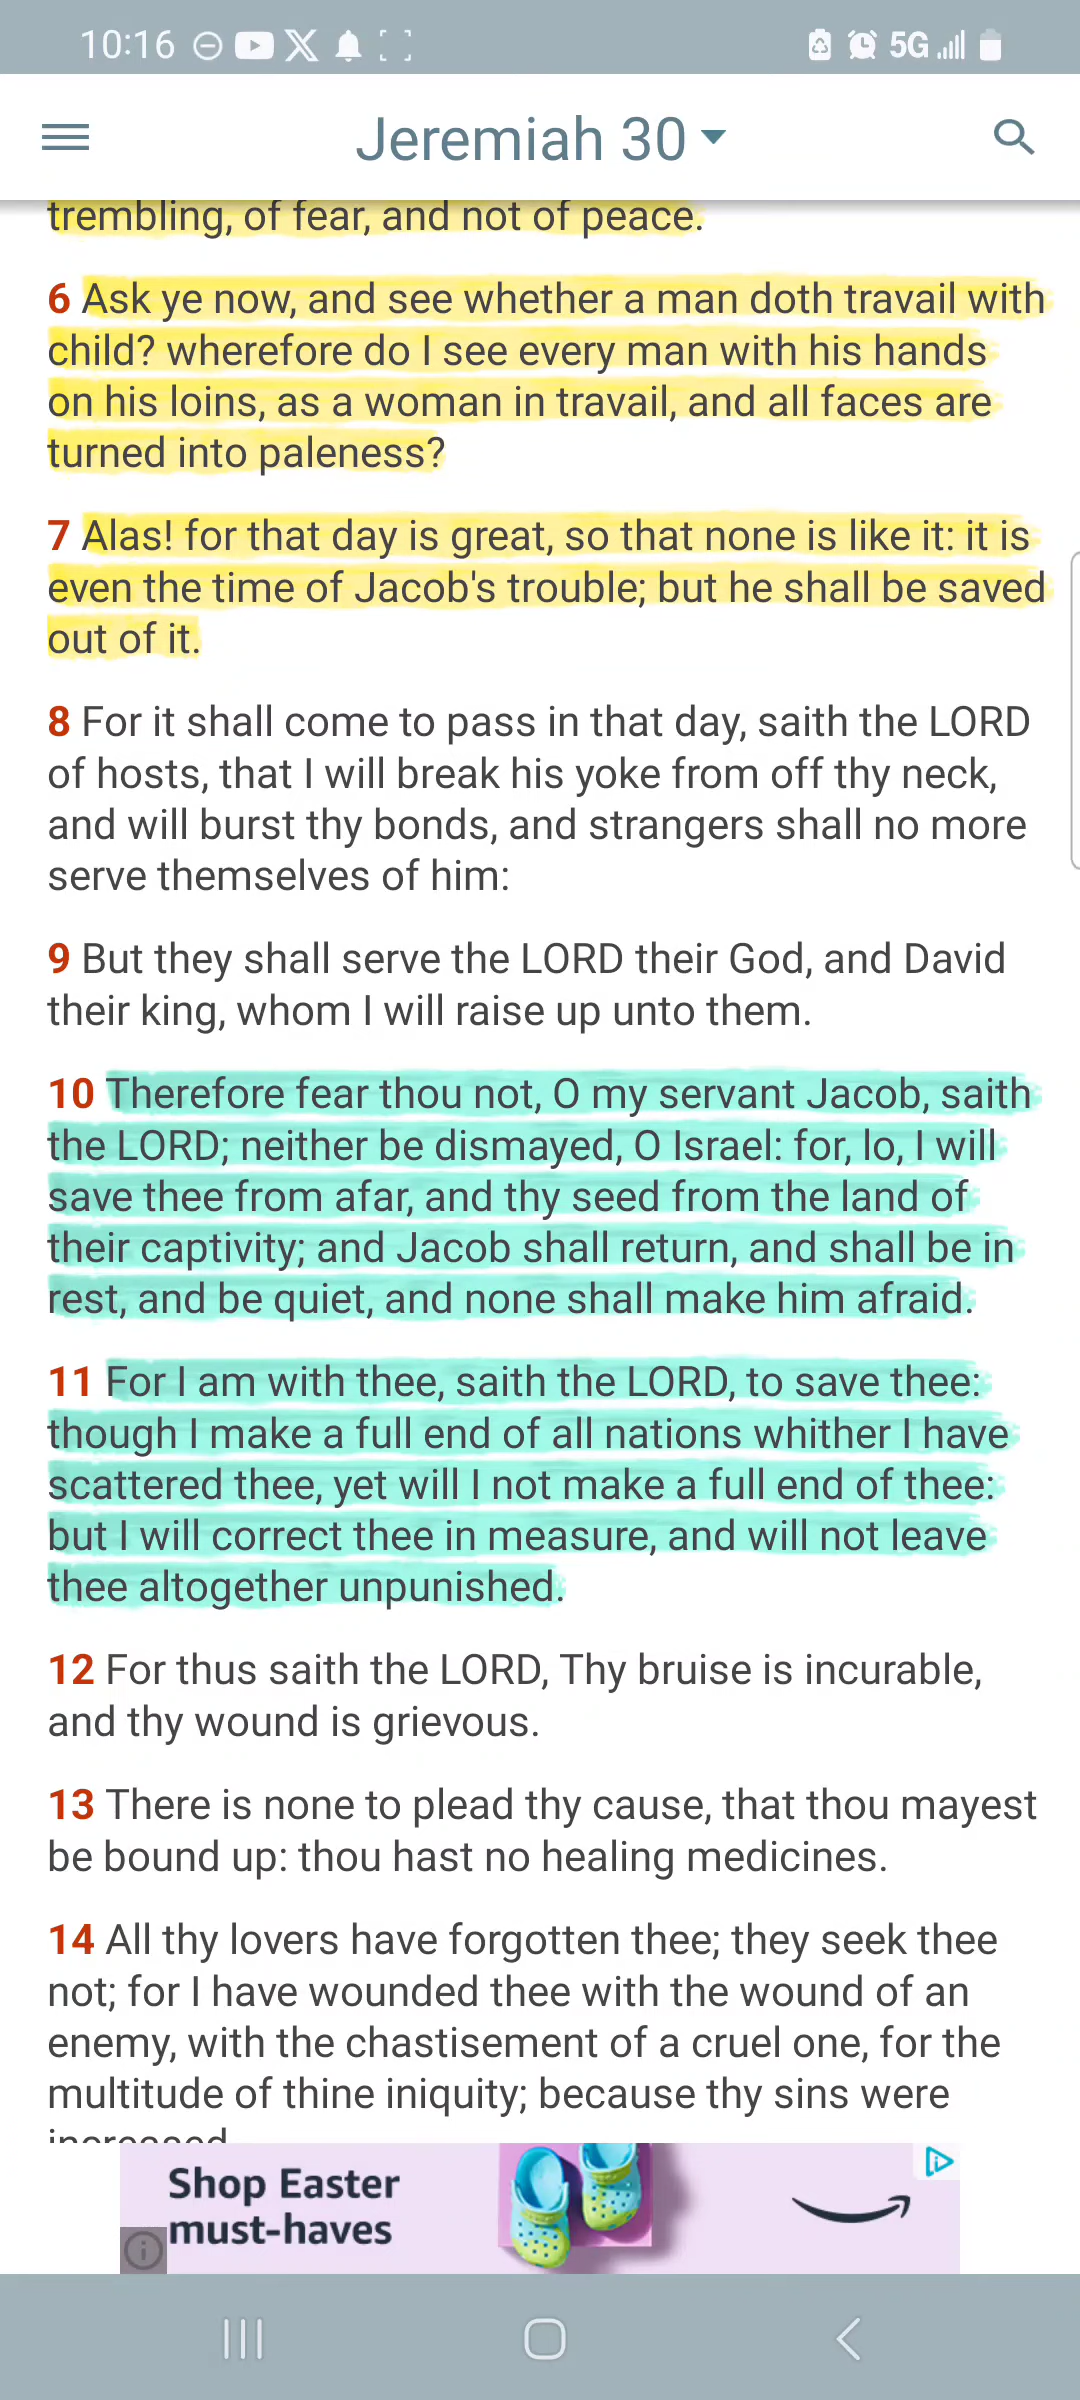 10:16 5G
Jeremiah 30
trembling, of fear, and not of peace.
6 Ask ye now, and see whether a man doth travail with
child? wherefore do I see every man with his hands
on his loins, as a woman in travail, and all faces are
turned into paleness?
7 Alas! for that day is great, so that none is like it: it is
even the time of Jacob's trouble; but he shall be saved
out of it.
8 For it shall come to pass in that day, saith the LORD
of hosts, that I will break his yoke from off thy neck,
and will burst thy bonds, and strangers shall no more
serve themselves of him:
9 But they shall serve the LORD their God, and David
their king, whom I will raise up unto them.
10 Therefore fear thou not, O my servant Jacob, saith
the LORD; neither be dismayed, O Israel: for, lo, I will
save thee from afar, and thy seed from the land of
their captivity; and Jacob shall return, and shall be in
rest, and be quiet, and none shall make him afraid.
11 For I am with thee, saith the LORD, to save thee:
though I make a full end of all nations whither I have
scattered thee, yet will I not make a full end of thee:
but I will correct thee in measure, and will not leave
thee altogether unpunished.
12 For thus saith the LORD, Thy bruise is incurable,
and thy wound is grievous.
13 There is none to plead thy cause, that thou mayest
be bound up: thou hast no healing medicines.
14 All thy lovers have forgotten thee; they seek thee
not; for I have wounded thee with the wound of an
enemy, with the chastisement of a cruel one, for the
multitude of thine iniquity; because thy sins were
increased
Shop Easter
must-haves